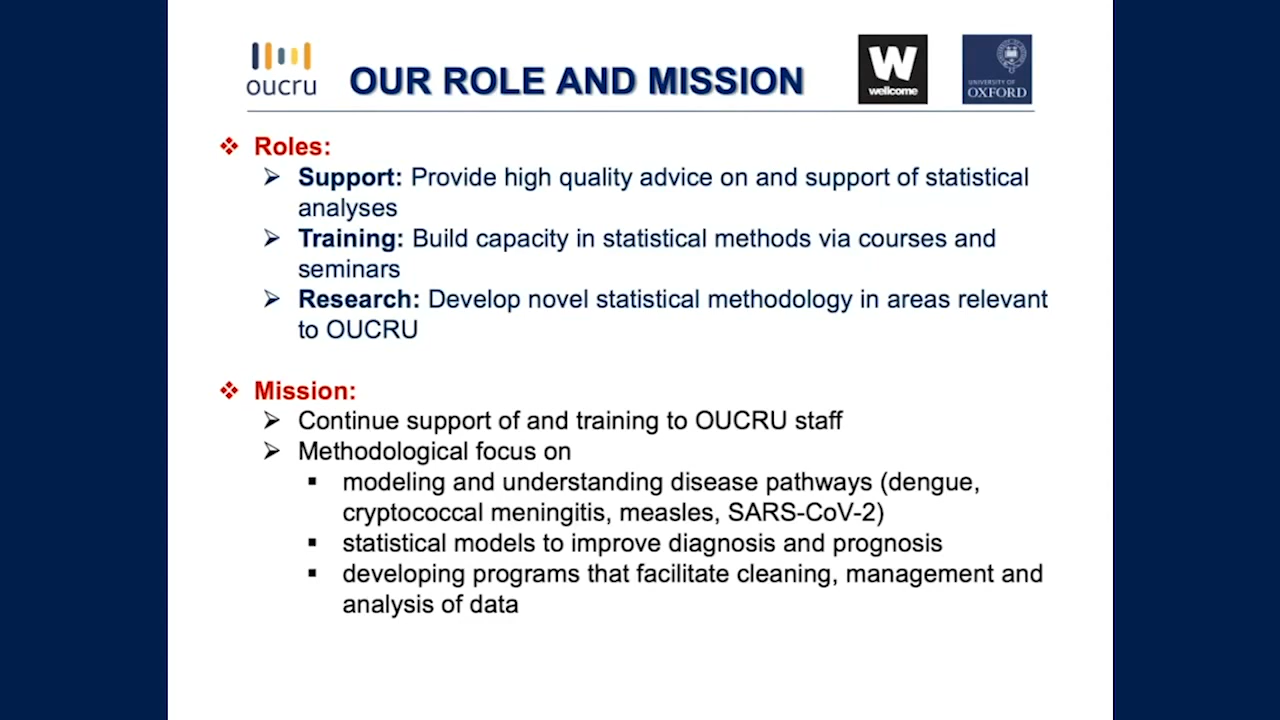 oucru
OUR ROLE AND MISSION
W
wellcome
UNIVERSITY OF
OXFORD
❖ Roles:
➢ Support: Provide high quality advice on and support of statistical
analyses
➢ Training: Build capacity in statistical methods via courses and
seminars
➢ Research: Develop novel statistical methodology in areas relevant
to OUCRU
❖ Mission:
➢ Continue support of and training to OUCRU staff
➢ Methodological focus on
▪ modeling and understanding disease pathways (dengue,
cryptococcal meningitis, measles, SARS-CoV-2)
▪ statistical models to improve diagnosis and prognosis
▪ developing programs that facilitate cleaning, management and
analysis of data